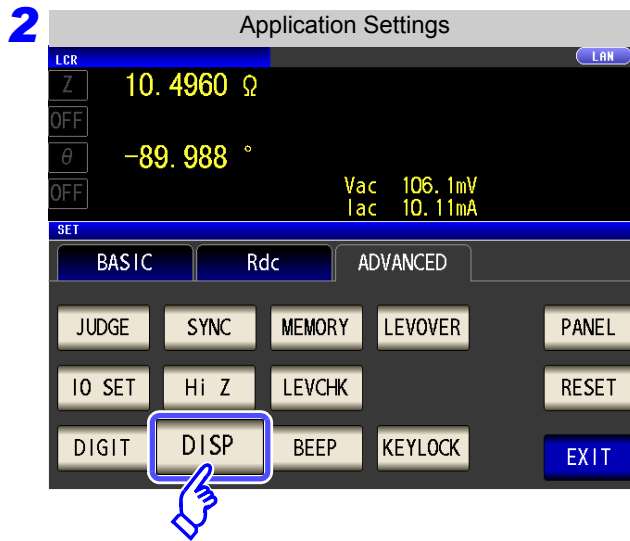 2
Application Settings
LCR LAN
Z 10.4960 Ω
OFF
θ -89.988 °
OFF
Vac 106.1mV
Iac 10.11mA
SET
BASIC Rdc ADVANCED
JUDGE SYNC MEMORY LEVOVER PANEL
IO SET Hi Z LEVCHK RESET
DIGIT DISP BEEP KEYLOCK EXIT